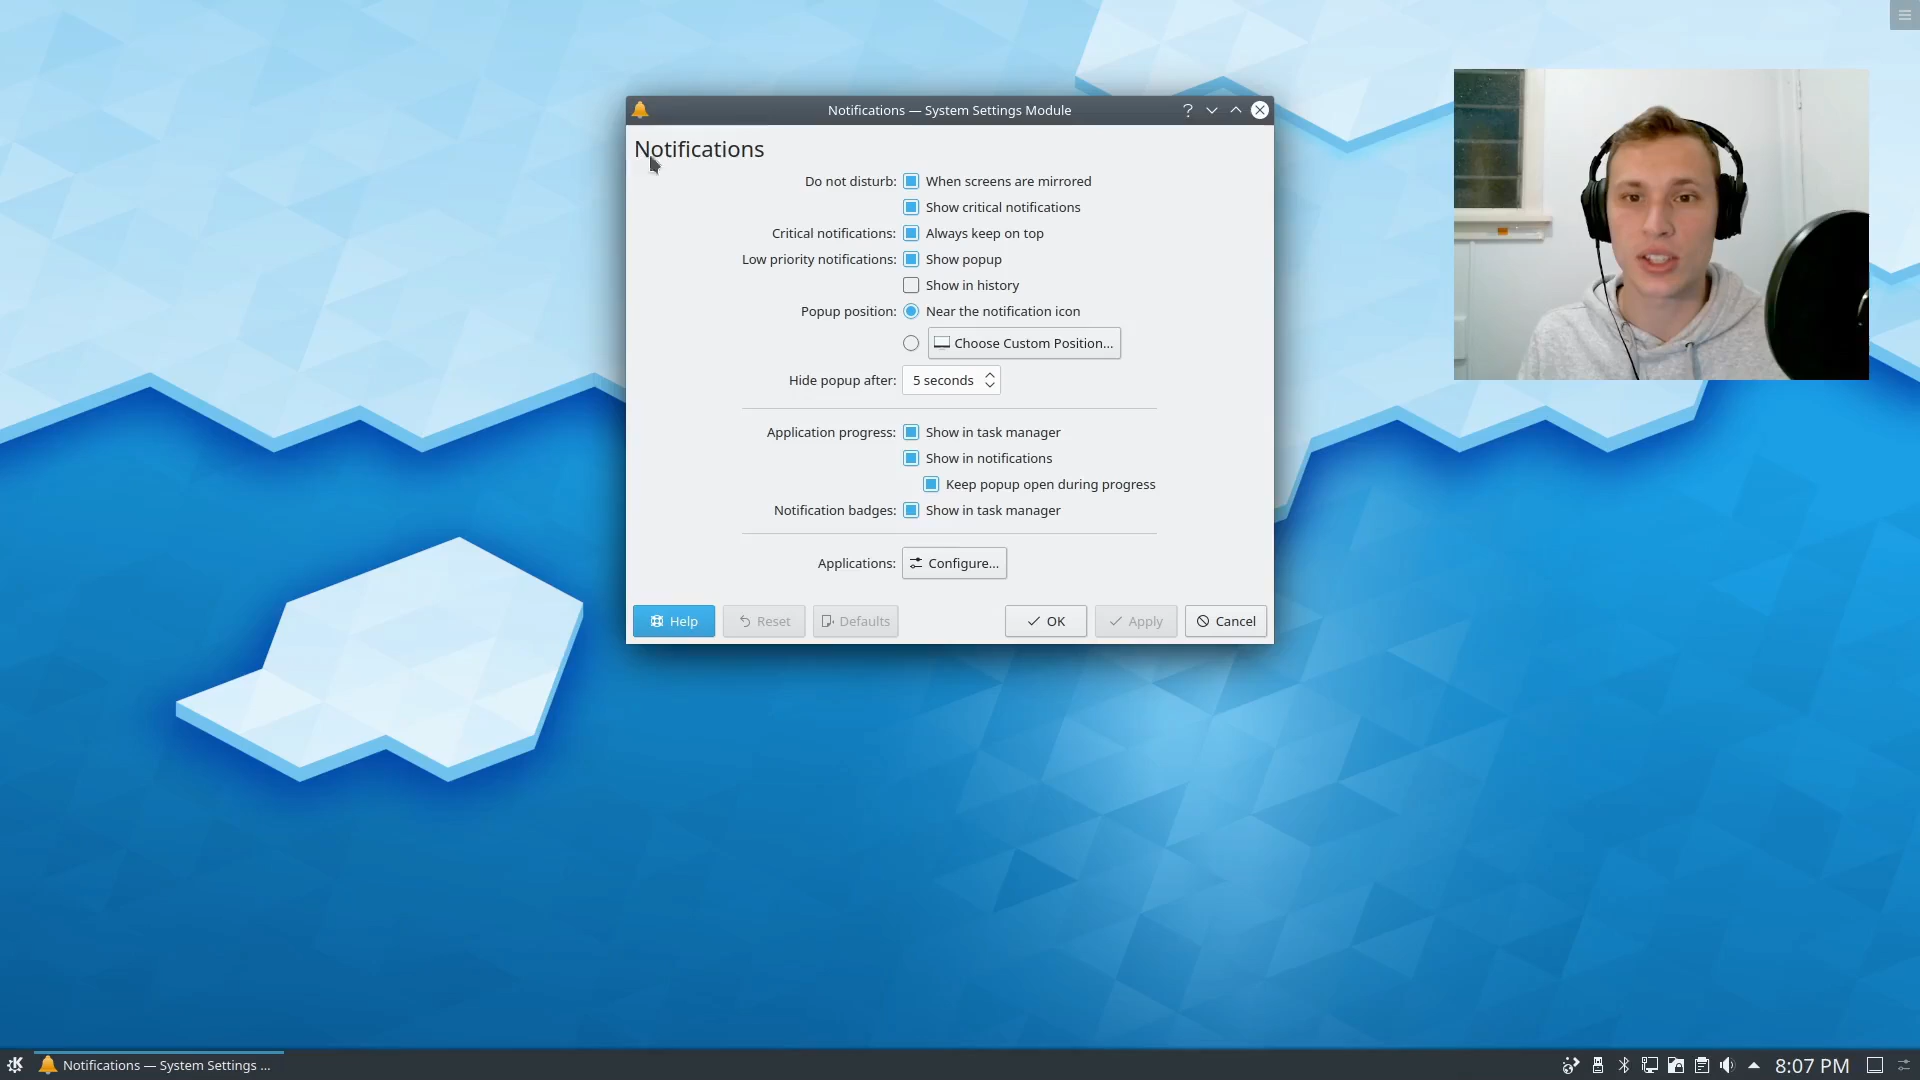 Notifications — System Settings Module
Notifications
Do not disturb: When screens are mirrored
Show critical notifications
Critical notifications: Always keep on top
Low priority notifications: Show popup
Show in history
Popup position: Near the notification icon
Choose Custom Position...
Hide popup after: 5 seconds
Application progress: Show in task manager
Show in notifications
Keep popup open during progress
Notification badges: Show in task manager
Applications: Configure...
Help Reset Defaults OK Apply Cancel
Notifications — System Settings ... 8:07 PM